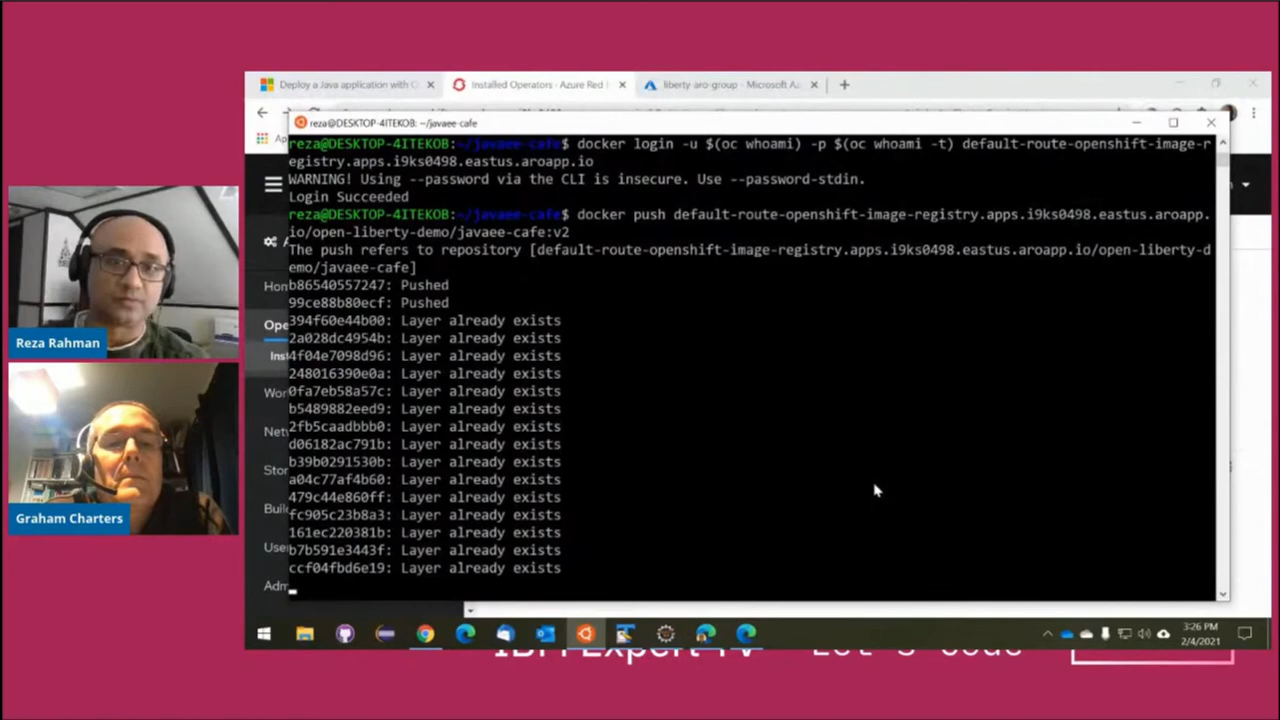 Deploy a Java application with
Installed Operators · Azure Red
liberty-aro-group - Microsoft Az
reza@DESKTOP-4ITEKOB: ~/javaee-cafe
reza@DESKTOP-4ITEKOB:~/javaee-cafe$ docker login -u $(oc whoami) -p $(oc whoami -t) default-route-openshift-image-r
egistry.apps.i9ks0498.eastus.aroapp.io
WARNING! Using --password via the CLI is insecure. Use --password-stdin.
Login Succeeded
reza@DESKTOP-4ITEKOB:~/javaee-cafe$ docker push default-route-openshift-image-registry.apps.i9ks0498.eastus.aroapp.
io/open-liberty-demo/javaee-cafe:v2
The push refers to repository [default-route-openshift-image-registry.apps.i9ks0498.eastus.aroapp.io/open-liberty-d
emo/javaee-cafe]
b86540557247: Pushed
99ce88b80ecf: Pushed
394f60e44b00: Layer already exists
2a028dc4954b: Layer already exists
4f04e7098d96: Layer already exists
248016390e0a: Layer already exists
0fa7eb58a57c: Layer already exists
b5489882eed9: Layer already exists
2fb5caadbbb0: Layer already exists
d06182ac791b: Layer already exists
b39b0291530b: Layer already exists
a04c77af4b60: Layer already exists
479c44e860ff: Layer already exists
fc905c23b8a3: Layer already exists
161ec220381b: Layer already exists
b7b591e3443f: Layer already exists
ccf04fbd6e19: Layer already exists
Reza Rahman
Graham Charters
3:26 PM
2/4/2021
IBM Expert TV
Let's Code